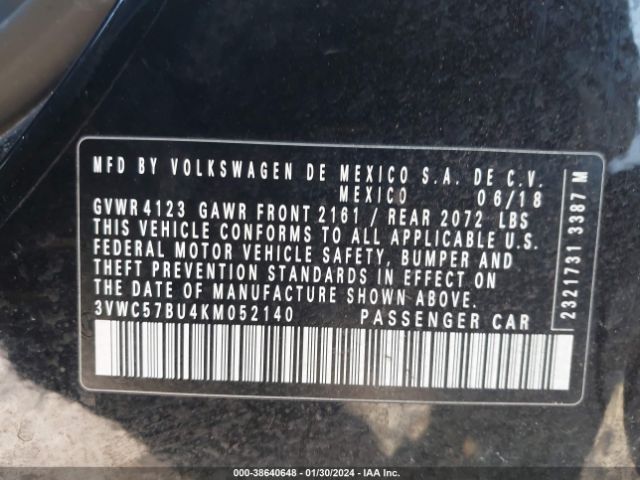 MFD BY VOLKSWAGEN DE MEXICO S.A. DE C.V.
MEXICO 06/18
GVWR 4123 GAWR FRONT 2161 / REAR 2072 LBS
THIS VEHICLE CONFORMS TO ALL APPLICABLE U.S.
FEDERAL MOTOR VEHICLE SAFETY, BUMPER AND
THEFT PREVENTION STANDARDS IN EFFECT ON
THE DATE OF MANUFACTURE SHOWN ABOVE.
3VWC57BU4KM052140 PASSENGER CAR
2321731 3387 M
000-38640648 - 01/30/2024 - IAA Inc.